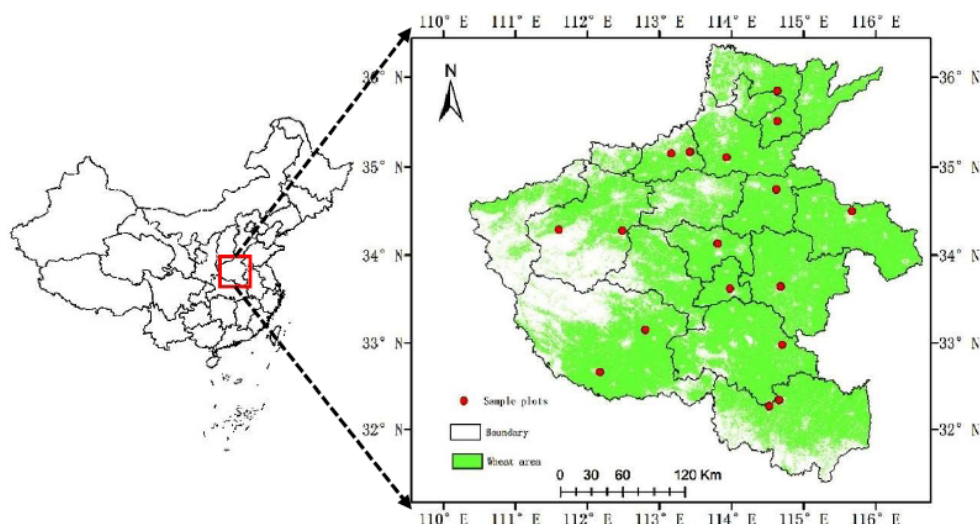 110° E 111° E 112° E 113° E 114° E 115° E 116° E
N
36° N 36° N
35° N 35° N
34° N 34° N
33° N 33° N
32° N 32° N
Sample plots
Boundary
Wheat area
0 30 60 120 Km
110° E 111° E 112° E 113° E 114° E 115° E 116° E